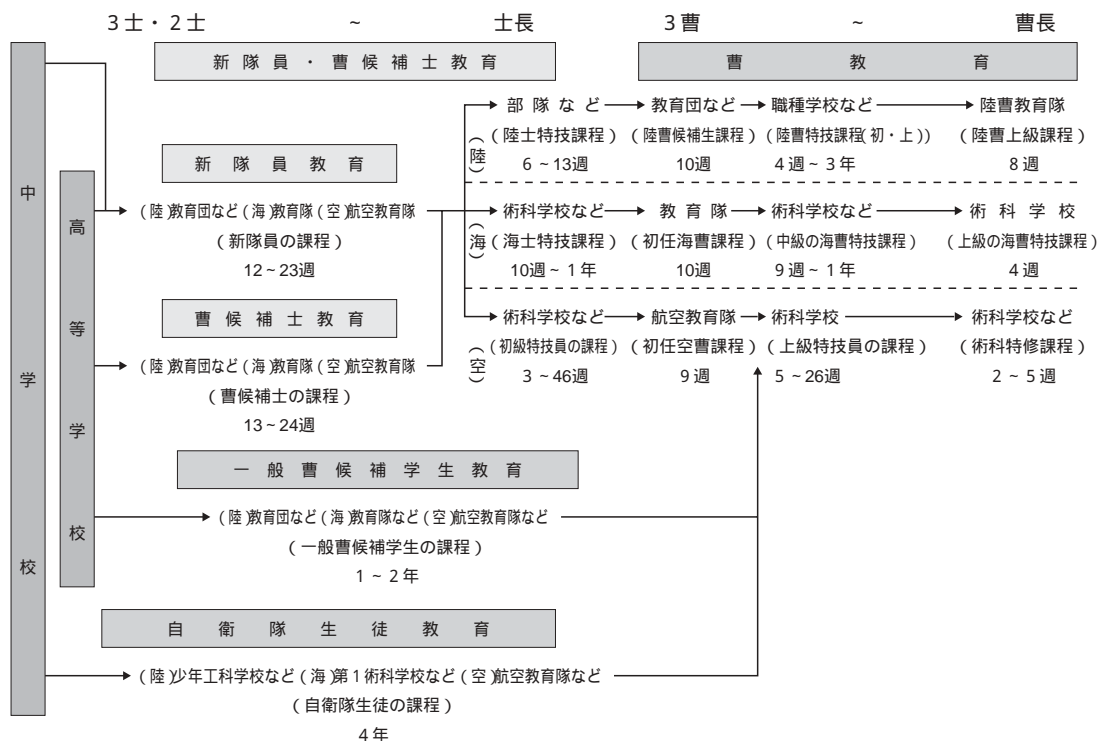 3士・2士 ~ 士長 3曹 ~ 曹長
新隊員・曹候補士教育
曹教育
部隊など 教育団など 職種学校など 陸曹教育隊
(陸) (陸士特技課程) (陸曹候補生課程) (陸曹特技課程(初・上)) (陸曹上級課程)
6~13週 10週 4週~3年 8週
新隊員教育
(陸)教育団など(海)教育隊(空)航空教育隊
(新隊員の課程)
12~23週
術科学校など 教育隊 術科学校など 術科学校
(海) (海士特技課程) (初任海曹課程) (中級の海曹特技課程) (上級の海曹特技課程)
10週~1年 10週 9週~1年 4週
曹候補士教育
(陸)教育団など(海)教育隊(空)航空教育隊
(曹候補士の課程)
13~24週
術科学校など 航空教育隊 術科学校 術科学校など
(空) (初級特技員の課程) (初任空曹課程) (上級特技員の課程) (術科特修課程)
3~46週 9週 5~26週 2~5週
中学校
高等学校
一般曹候補学生教育
(陸)教育団など(海)教育隊など(空)航空教育隊など
(一般曹候補学生の課程)
1~2年
自衛隊生徒教育
(陸)少年工科学校など(海)第1術科学校など(空)航空教育隊など
(自衛隊生徒の課程)
4年